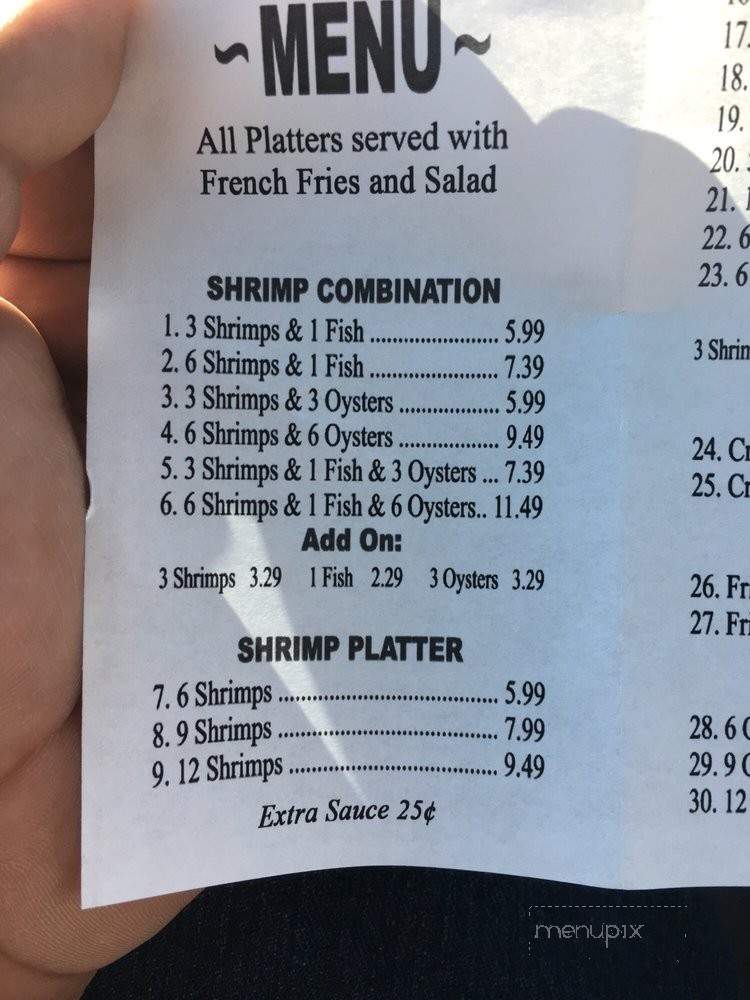 ~MENU~
All Platters served with
French Fries and Salad
SHRIMP COMBINATION
1. 3 Shrimps & 1 Fish ....................... 5.99
2. 6 Shrimps & 1 Fish ....................... 7.39
3. 3 Shrimps & 3 Oysters .................. 5.99
4. 6 Shrimps & 6 Oysters .................. 9.49
5. 3 Shrimps & 1 Fish & 3 Oysters ... 7.39
6. 6 Shrimps & 1 Fish & 6 Oysters.. 11.49
Add On:
3 Shrimps 3.29 1 Fish 2.29 3 Oysters 3.29
SHRIMP PLATTER
7. 6 Shrimps ........................................ 5.99
8. 9 Shrimps ........................................ 7.99
9. 12 Shrimps ...................................... 9.49
Extra Sauce 25¢
17.
18.
19.
20.
21.
22. 6
23. 6
3 Shrim
24. Cr
25. Cr
26. Fr
27. Fri
28. 6
29. 9
30. 12
menupix